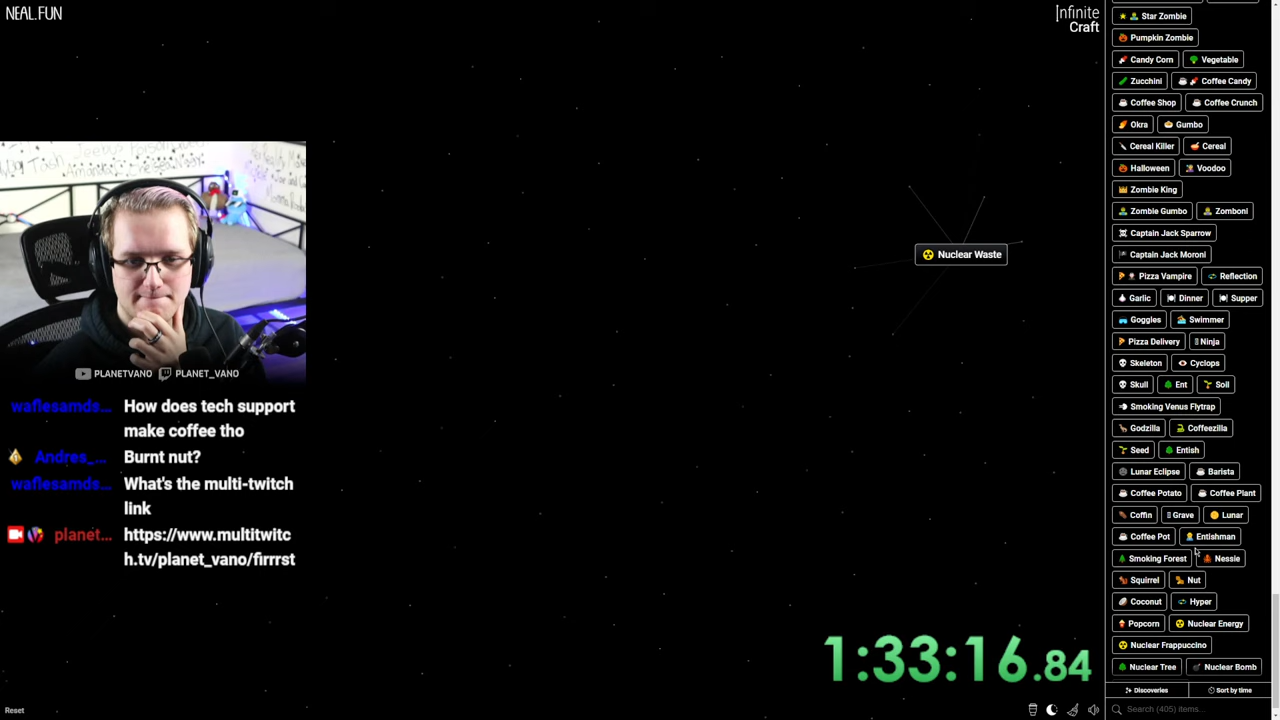 NEAL.FUN
Infinite
Craft
Star Zombie
Pumpkin Zombie
Candy Corn Vegetable
Zucchini Coffee Candy
Coffee Shop Coffee Crunch
Okra Gumbo
Cereal Killer Cereal
Halloween Voodoo
Zombie King
Zombie Gumbo Zomboni
Captain Jack Sparrow
Captain Jack Moroni
Pizza Vampire Reflection
Garlic Dinner Supper
Goggles Swimmer
Pizza Delivery Ninja
Skeleton Cyclops
Skull Ent Soil
Smoking Venus Flytrap
Godzilla Coffeezilla
Seed Entish
Lunar Eclipse Barista
Coffee Potato Coffee Plant
Coffin Grave Lunar
Coffee Pot Entishman
Smoking Forest Nessie
Squirrel Nut
Coconut Hyper
Popcorn Nuclear Energy
Nuclear Frappuccino
Nuclear Tree Nuclear Bomb
Discoveries Sort by time
Search (405) items...
Nuclear Waste
PLANETVANO PLANET_VANO
waflesamds... How does tech support
make coffee tho
Andres_... Burnt nut?
waflesamds... What's the multi-twitch
link
planet... https://www.multitwitc
h.tv/planet_vano/firrrst
1:33:16.84
Reset